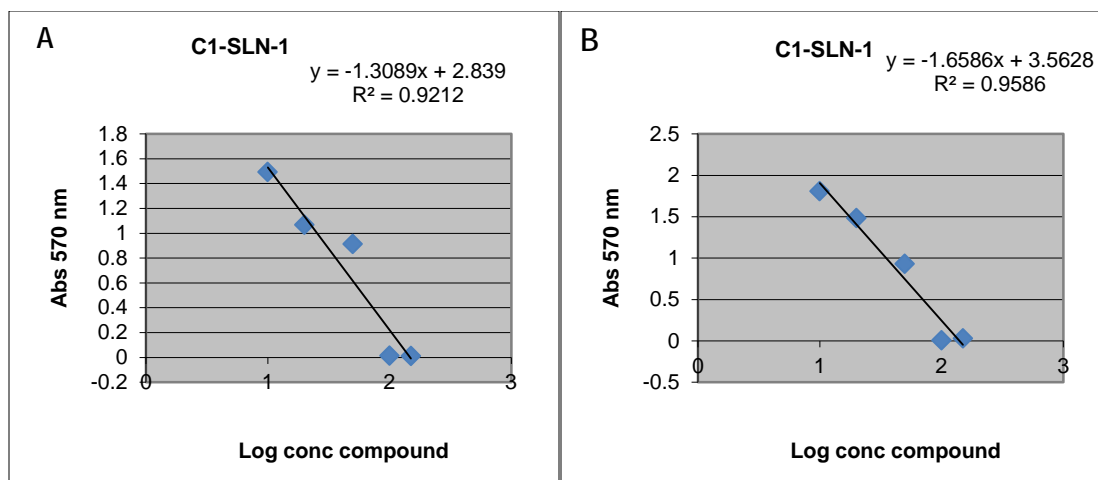 A
C1-SLN-1
y = -1.3089x + 2.839
R² = 0.9212
1.8
1.6
1.4
1.2
1
0.8
0.6
0.4
0.2
0
-0.2
0
1
2
3
Abs 570 nm
Log conc compound
B
C1-SLN-1
y = -1.6586x + 3.5628
R² = 0.9586
2.5
2
1.5
1
0.5
0
-0.5
0
1
2
3
Abs 570 nm
Log conc compound